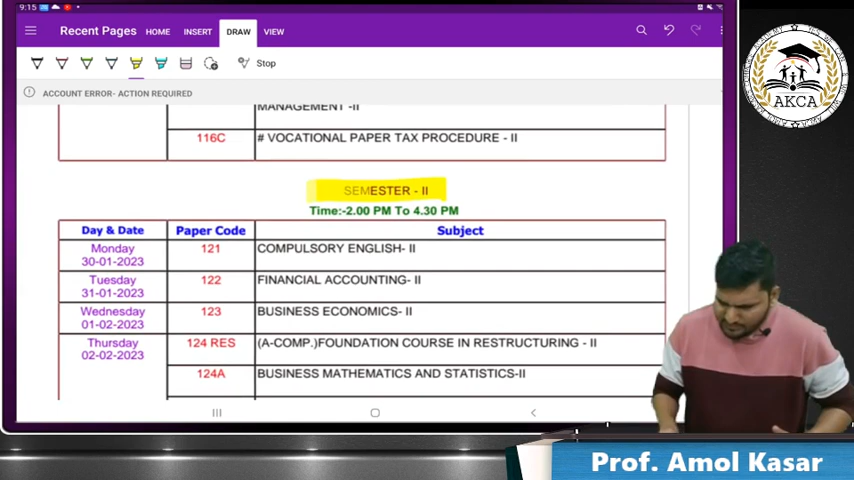 9:15
Recent Pages HOME INSERT DRAW VIEW
Stop
ACCOUNT ERROR- ACTION REQUIRED
MANAGEMENT -II
116C # VOCATIONAL PAPER TAX PROCEDURE - II
SEMESTER - II
Time:-2.00 PM To 4.30 PM
Day & Date Paper Code Subject
Monday 30-01-2023 121 COMPULSORY ENGLISH- II
Tuesday 31-01-2023 122 FINANCIAL ACCOUNTING- II
Wednesday 01-02-2023 123 BUSINESS ECONOMICS- II
Thursday 02-02-2023 124 RES (A-COMP.)FOUNDATION COURSE IN RESTRUCTURING - II
124A BUSINESS MATHEMATICS AND STATISTICS-II
AKCA
Prof. Amol Kasar